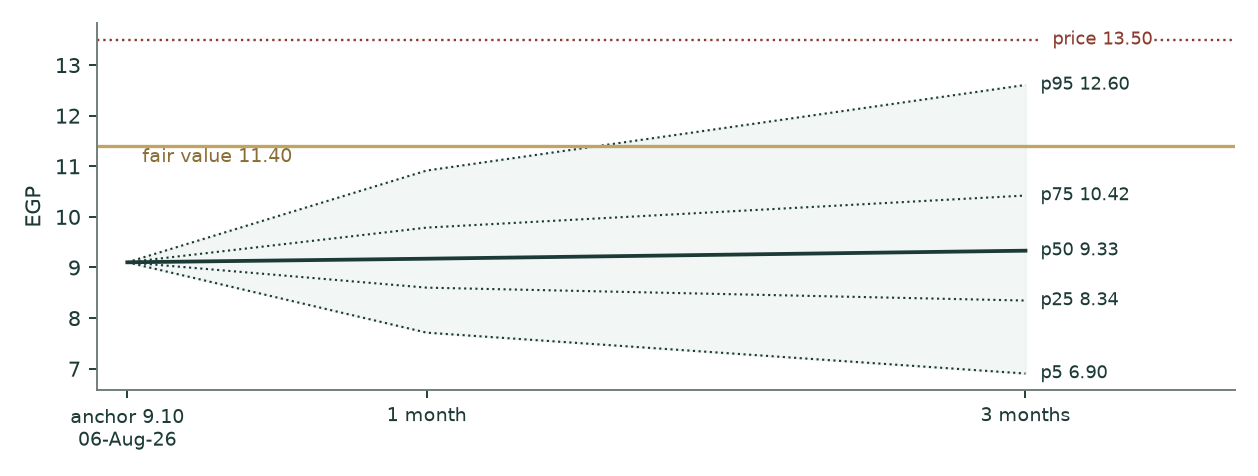 price 13.50
13
p95 12.60
12
fair value 11.40
11
p75 10.42
10
EGP
p50 9.33
9
p25 8.34
8
p5 6.90
7
anchor 9.10
06-Aug-26
1 month
3 months